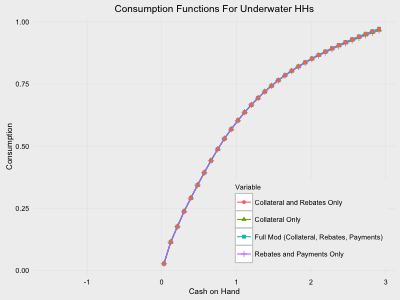 Consumption Functions For Underwater HHs
1.00
0.75
0.50
0.25
0.00
Consumption
Variable
Collateral and Rebates Only
Collateral Only
Full Mod (Collateral, Rebates, Payments)
Rebates and Payments Only
-1
0
1
2
3
Cash on Hand